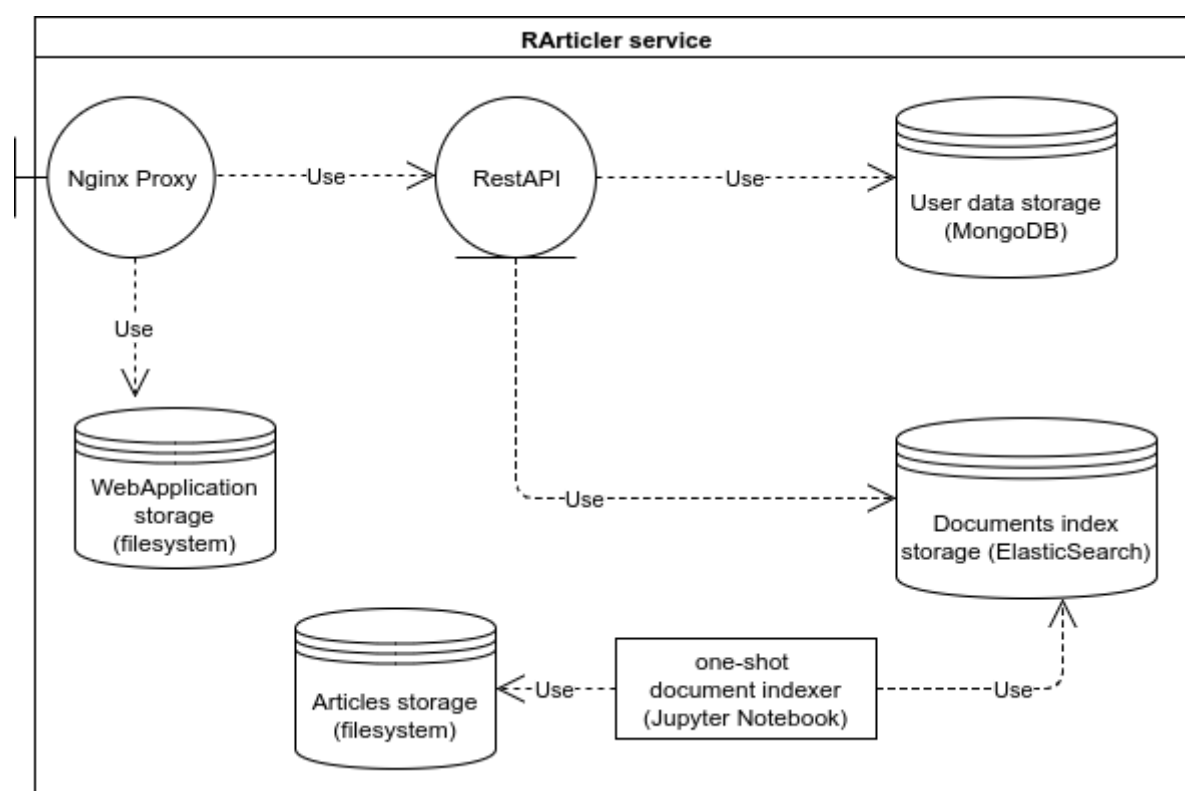 RArticler service
Nginx Proxy
Use
RestAPI
Use
User data storage
(MongoDB)
Use
WebApplication
storage
(filesystem)
Use
Documents index
storage (ElasticSearch)
Articles storage
(filesystem)
Use
one-shot
document indexer
(Jupyter Notebook)
Use